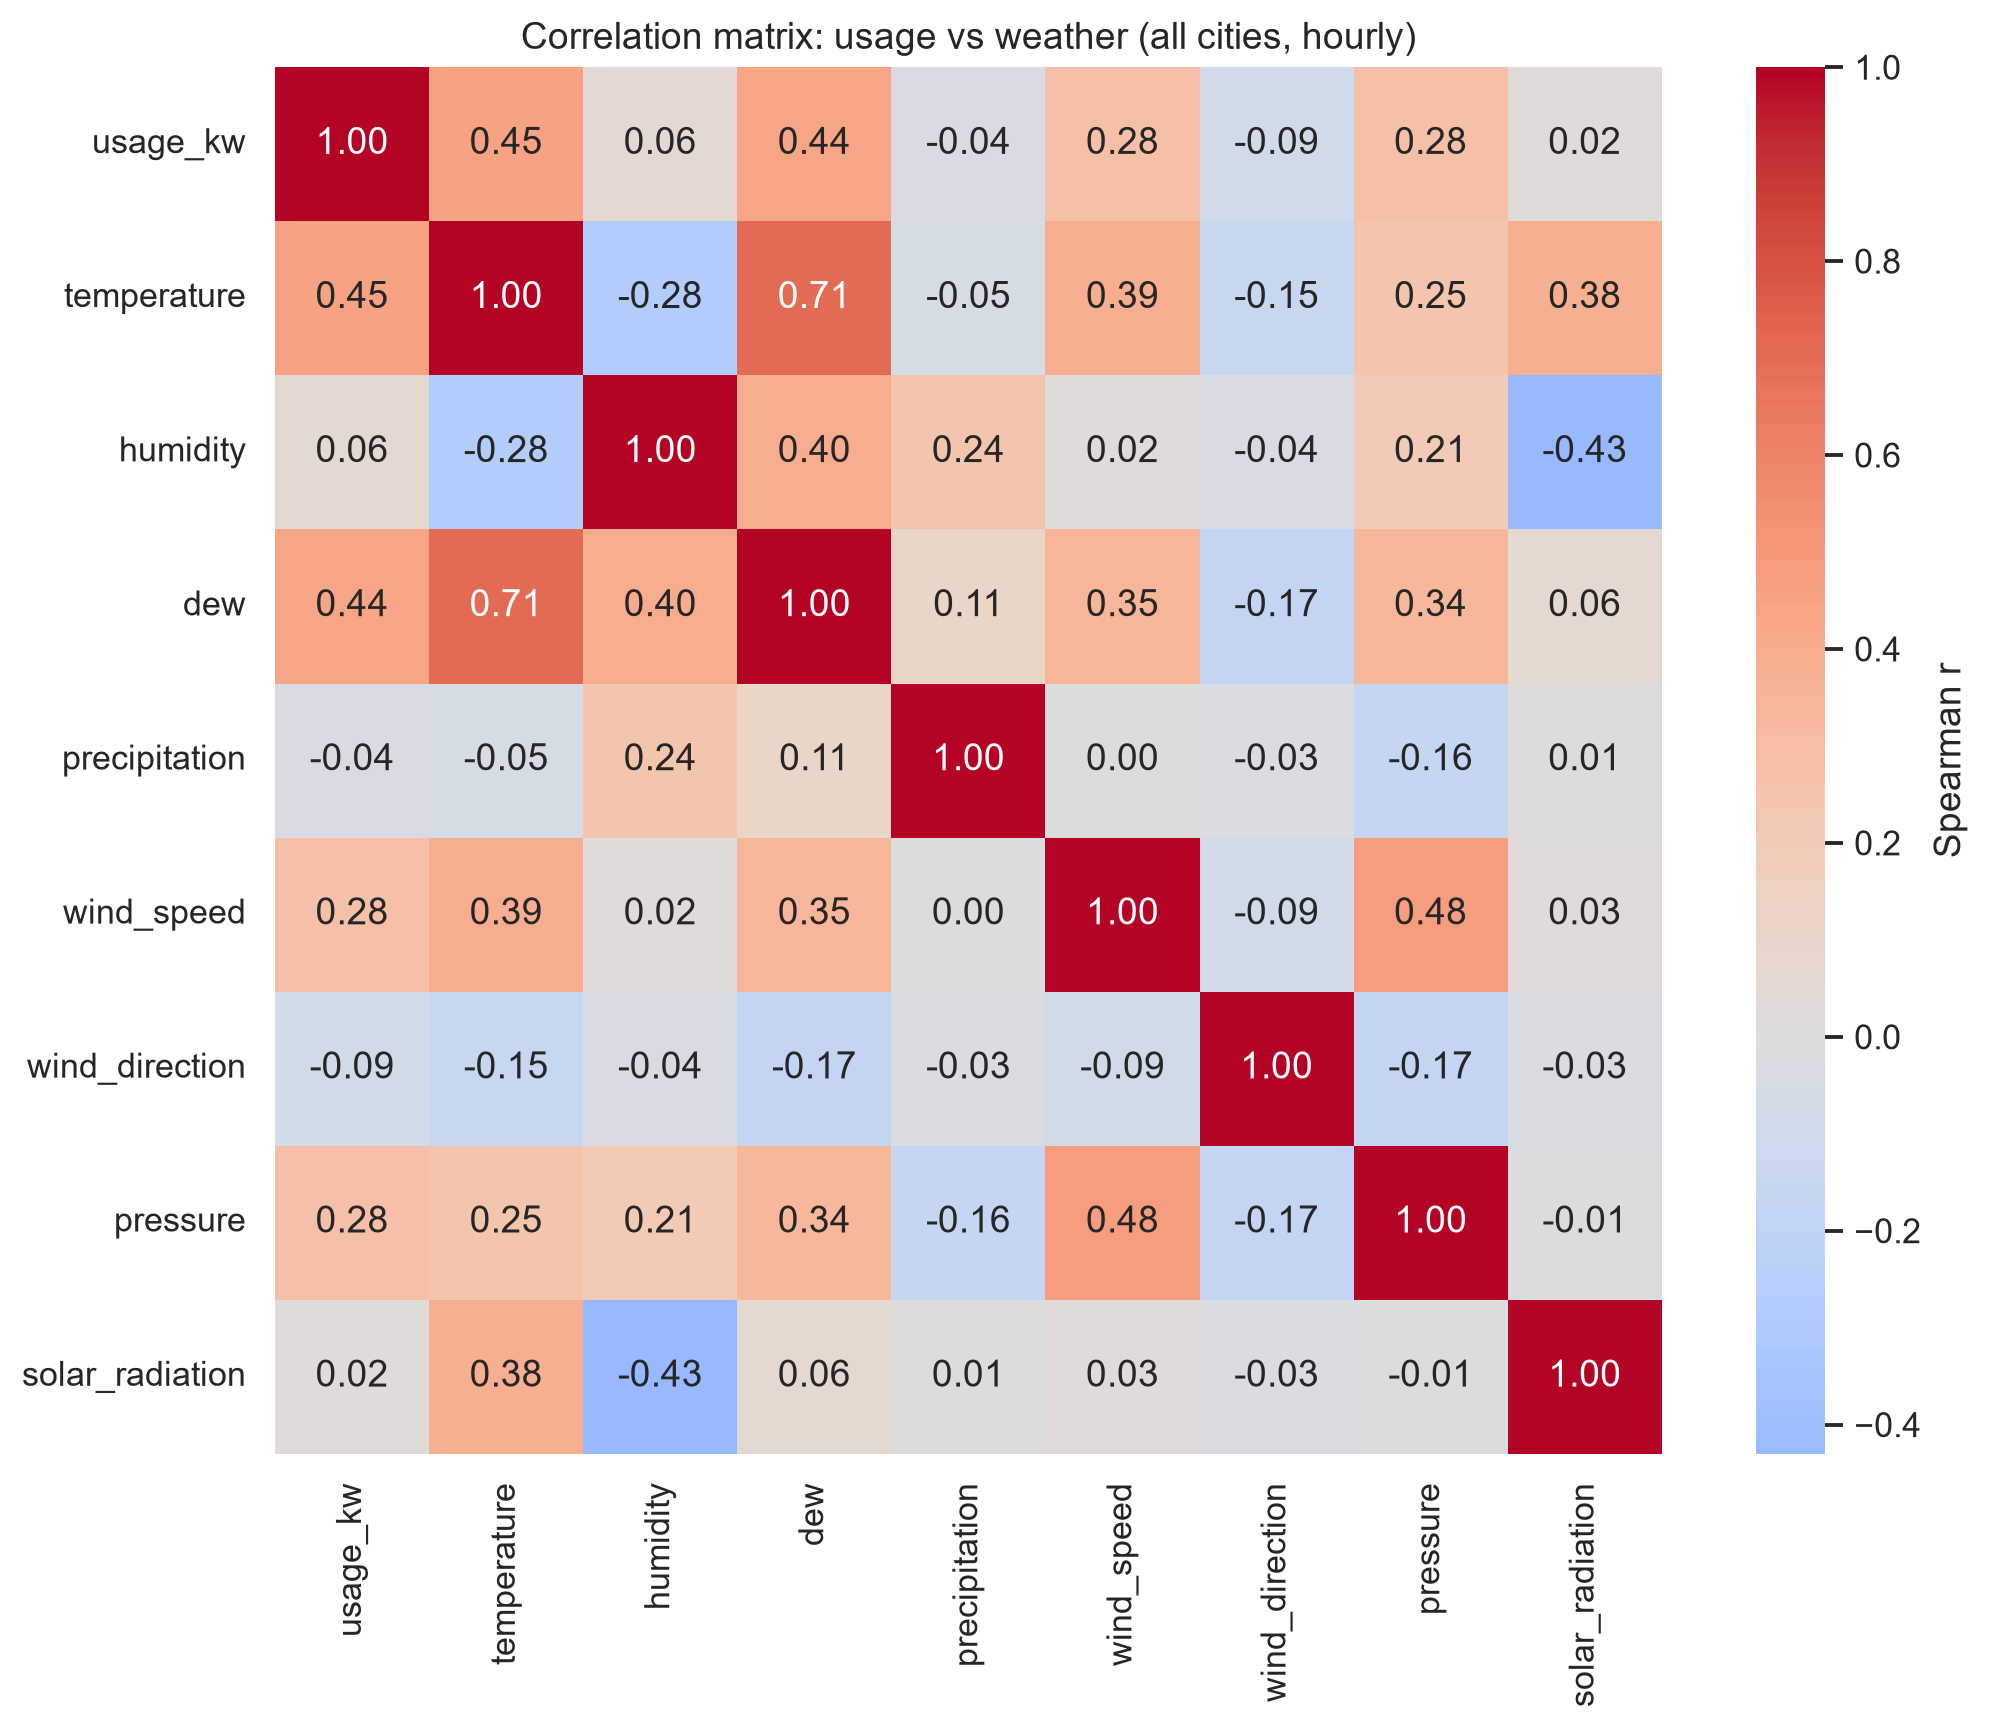 Correlation matrix: usage vs weather (all cities, hourly)
usage_kw 1.00 0.45 0.06 0.44 -0.04 0.28 -0.09 0.28 0.02
temperature 0.45 1.00 -0.28 0.71 -0.05 0.39 -0.15 0.25 0.38
humidity 0.06 -0.28 1.00 0.40 0.24 0.02 -0.04 0.21 -0.43
dew 0.44 0.71 0.40 1.00 0.11 0.35 -0.17 0.34 0.06
precipitation -0.04 -0.05 0.24 0.11 1.00 0.00 -0.03 -0.16 0.01
wind_speed 0.28 0.39 0.02 0.35 0.00 1.00 -0.09 0.48 0.03
wind_direction -0.09 -0.15 -0.04 -0.17 -0.03 -0.09 1.00 -0.17 -0.03
pressure 0.28 0.25 0.21 0.34 -0.16 0.48 -0.17 1.00 -0.01
solar_radiation 0.02 0.38 -0.43 0.06 0.01 0.03 -0.03 -0.01 1.00
usage_kw
temperature
humidity
dew
precipitation
wind_speed
wind_direction
pressure
solar_radiation
1.0
0.8
0.6
0.4
0.2
0.0
−0.2
−0.4
Spearman r